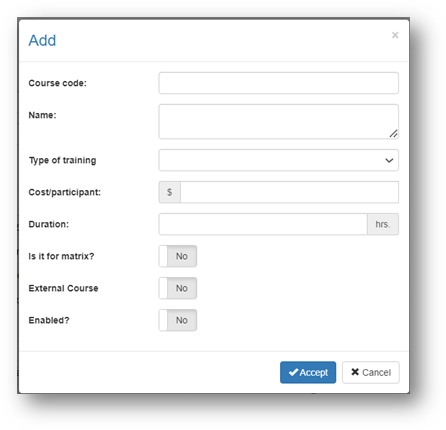 Add ×
Course code:
Name:
Type of training
Cost/participant: $
Duration: hrs.
Is it for matrix? No
External Course No
Enabled? No
Accept Cancel